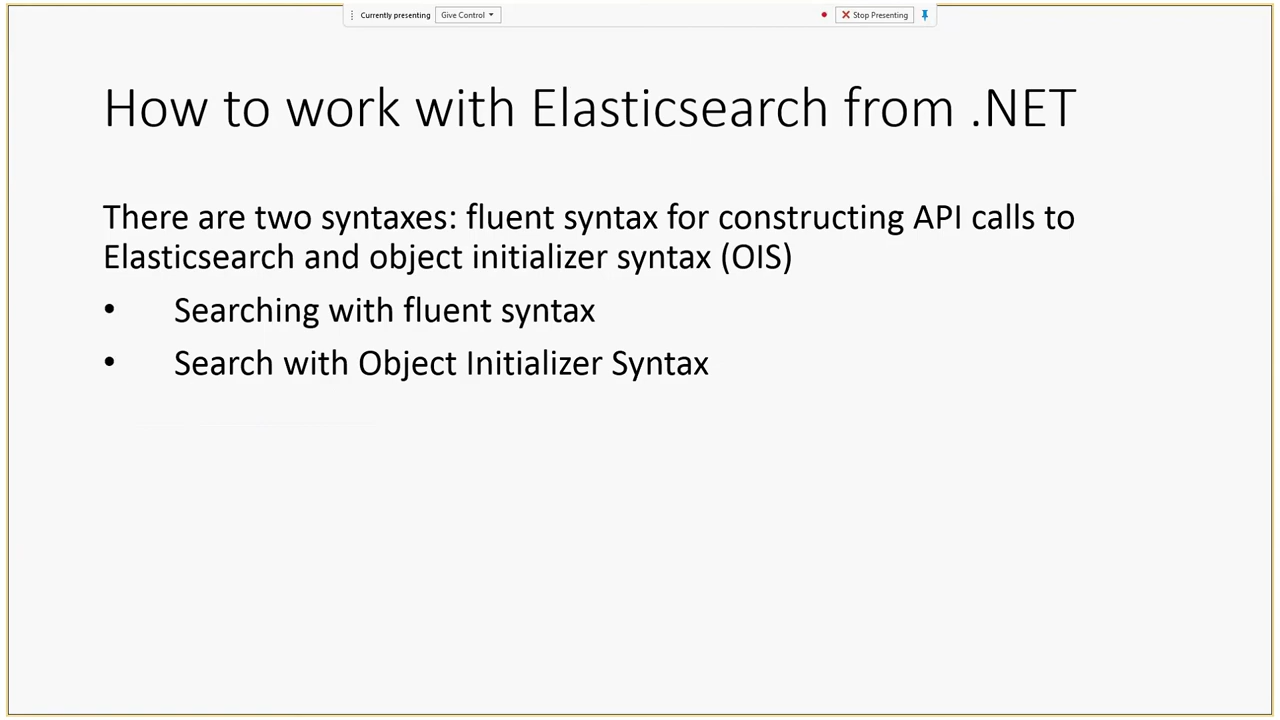 Currently presenting Give Control Stop Presenting
How to work with Elasticsearch from .NET
There are two syntaxes: fluent syntax for constructing API calls to
Elasticsearch and object initializer syntax (OIS)
• Searching with fluent syntax
• Search with Object Initializer Syntax